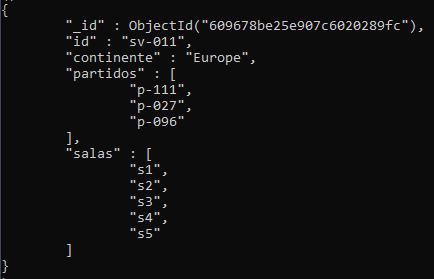 {
"_id" : ObjectId("609678be25e907c6020289fc"),
"id" : "sv-011",
"continente" : "Europe",
"partidos" : [
"p-111",
"p-027",
"p-096"
],
"salas" : [
"s1",
"s2",
"s3",
"s4",
"s5"
]
}